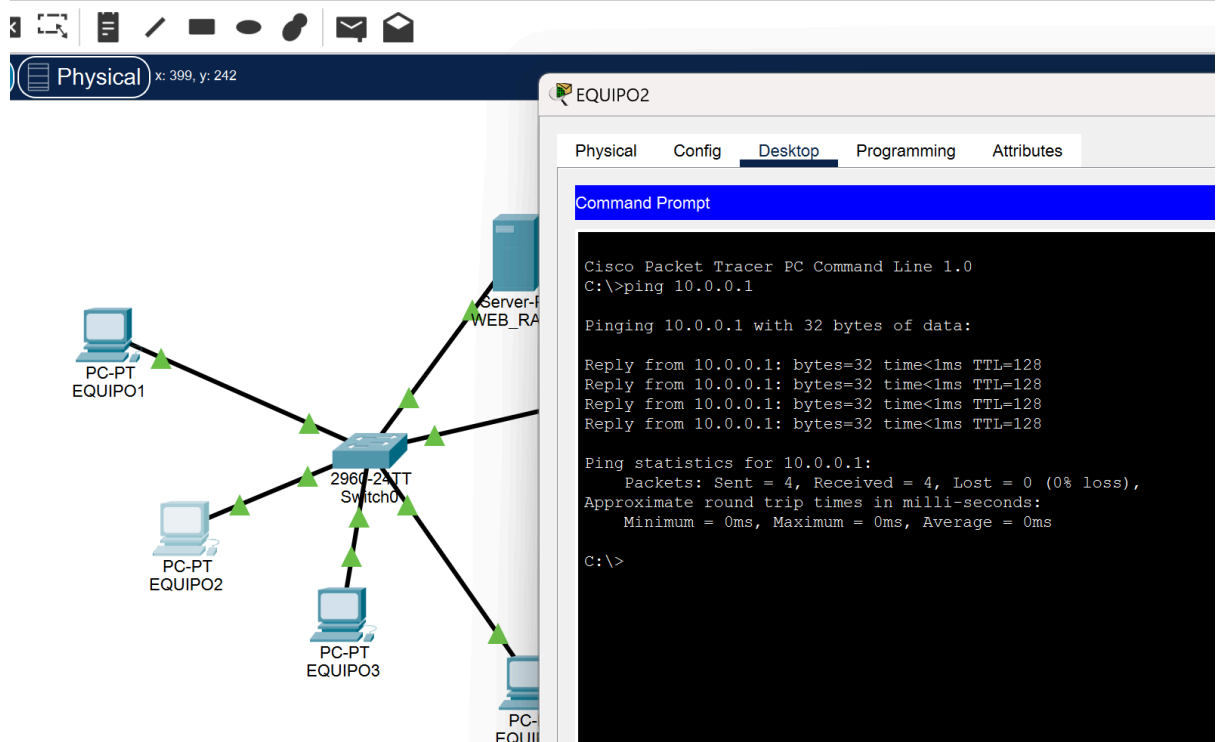 Physical x: 399, y: 242
EQUIPO2
Physical Config Desktop Programming Attributes
Command Prompt
Cisco Packet Tracer PC Command Line 1.0
C:\>ping 10.0.0.1
Pinging 10.0.0.1 with 32 bytes of data:
Reply from 10.0.0.1: bytes=32 time<1ms TTL=128
Reply from 10.0.0.1: bytes=32 time<1ms TTL=128
Reply from 10.0.0.1: bytes=32 time<1ms TTL=128
Reply from 10.0.0.1: bytes=32 time<1ms TTL=128
Ping statistics for 10.0.0.1:
Packets: Sent = 4, Received = 4, Lost = 0 (0% loss),
Approximate round trip times in milli-seconds:
Minimum = 0ms, Maximum = 0ms, Average = 0ms
C:\>
PC-PT
EQUIPO1
2960-24TT
Switch0
PC-PT
EQUIPO2
PC-PT
EQUIPO3